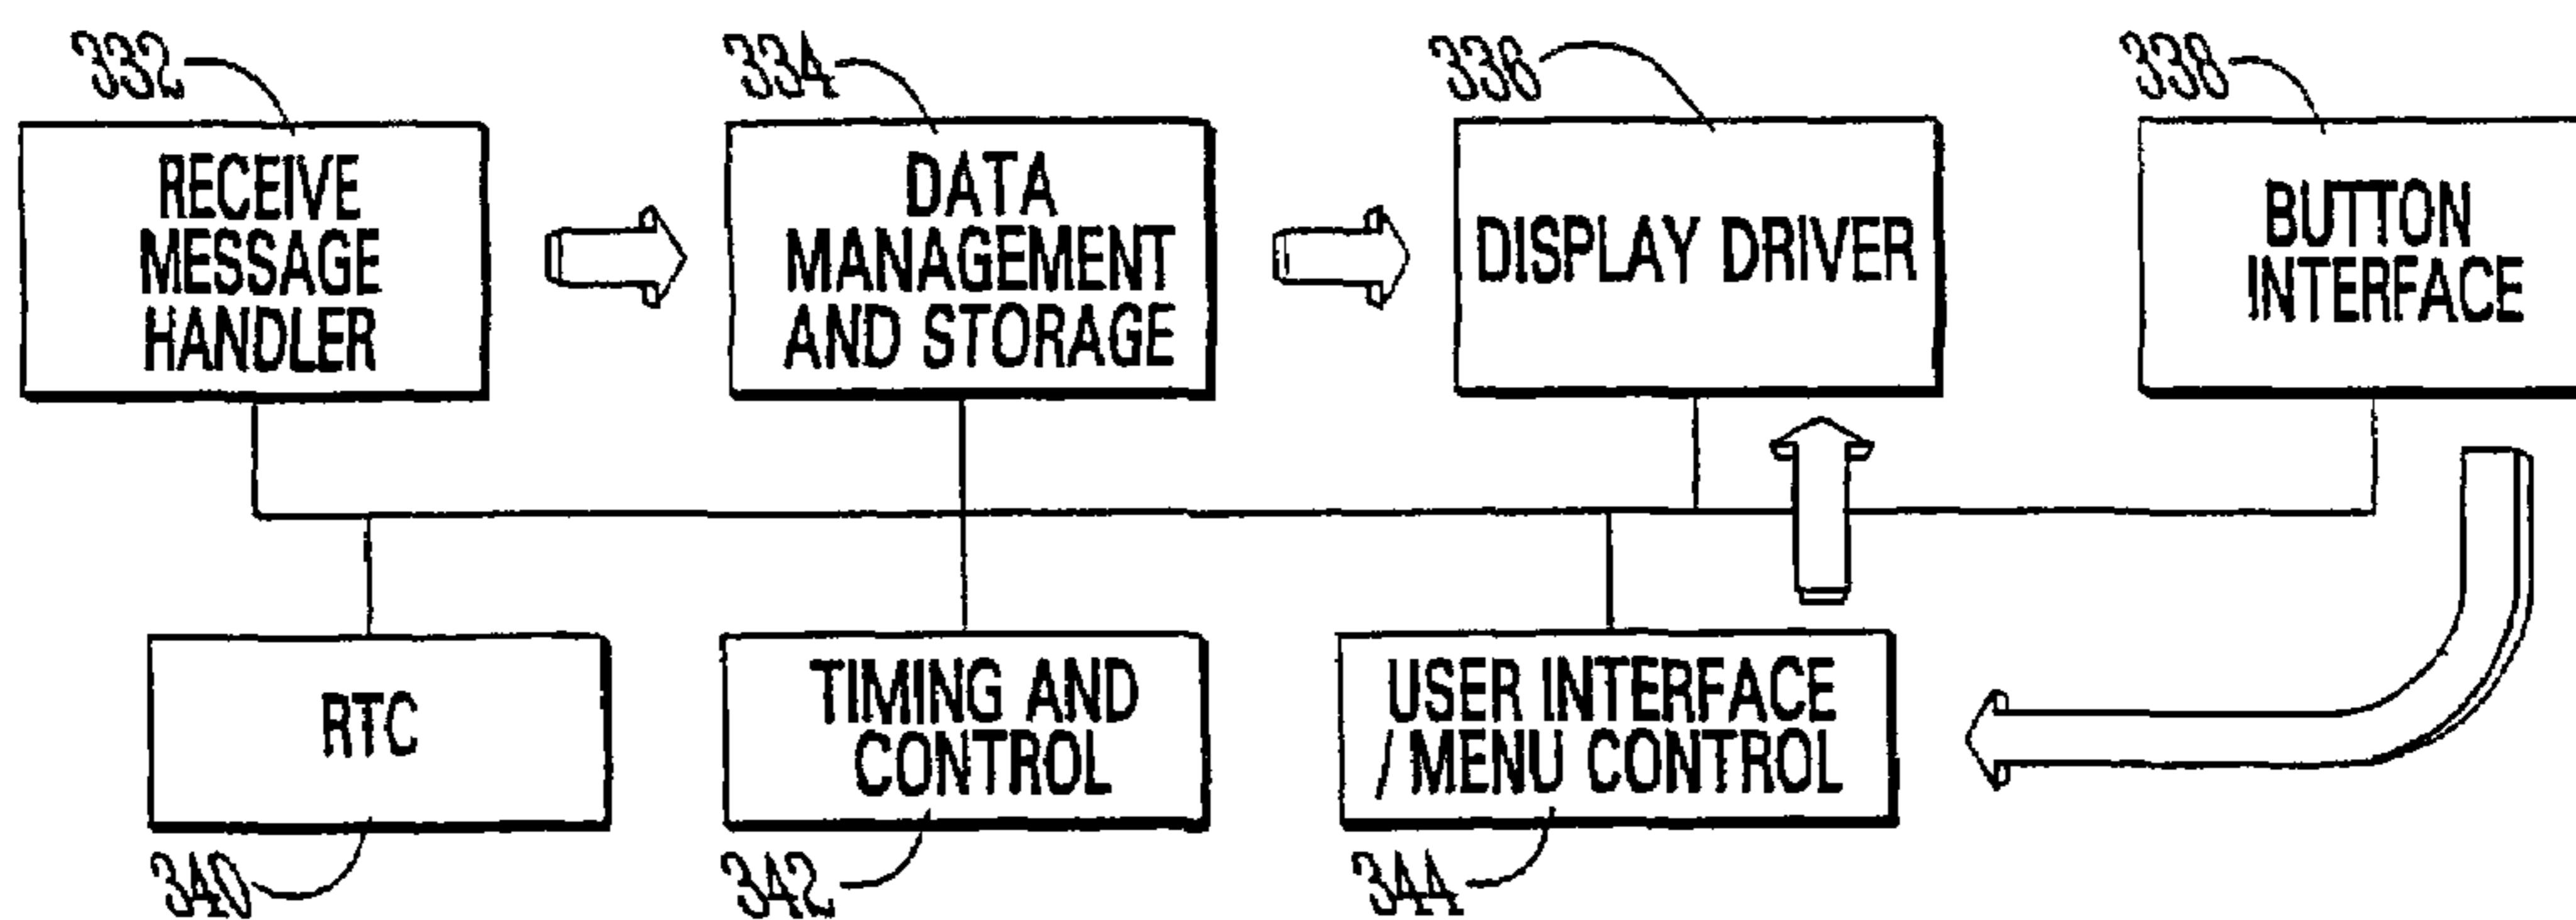 332
334
336
338
RECEIVE
MESSAGE
HANDLER
DATA
MANAGEMENT
AND STORAGE
DISPLAY DRIVER
BUTTON
INTERFACE
RTC
TIMING AND
CONTROL
USER INTERFACE
/ MENU CONTROL
340
342
344